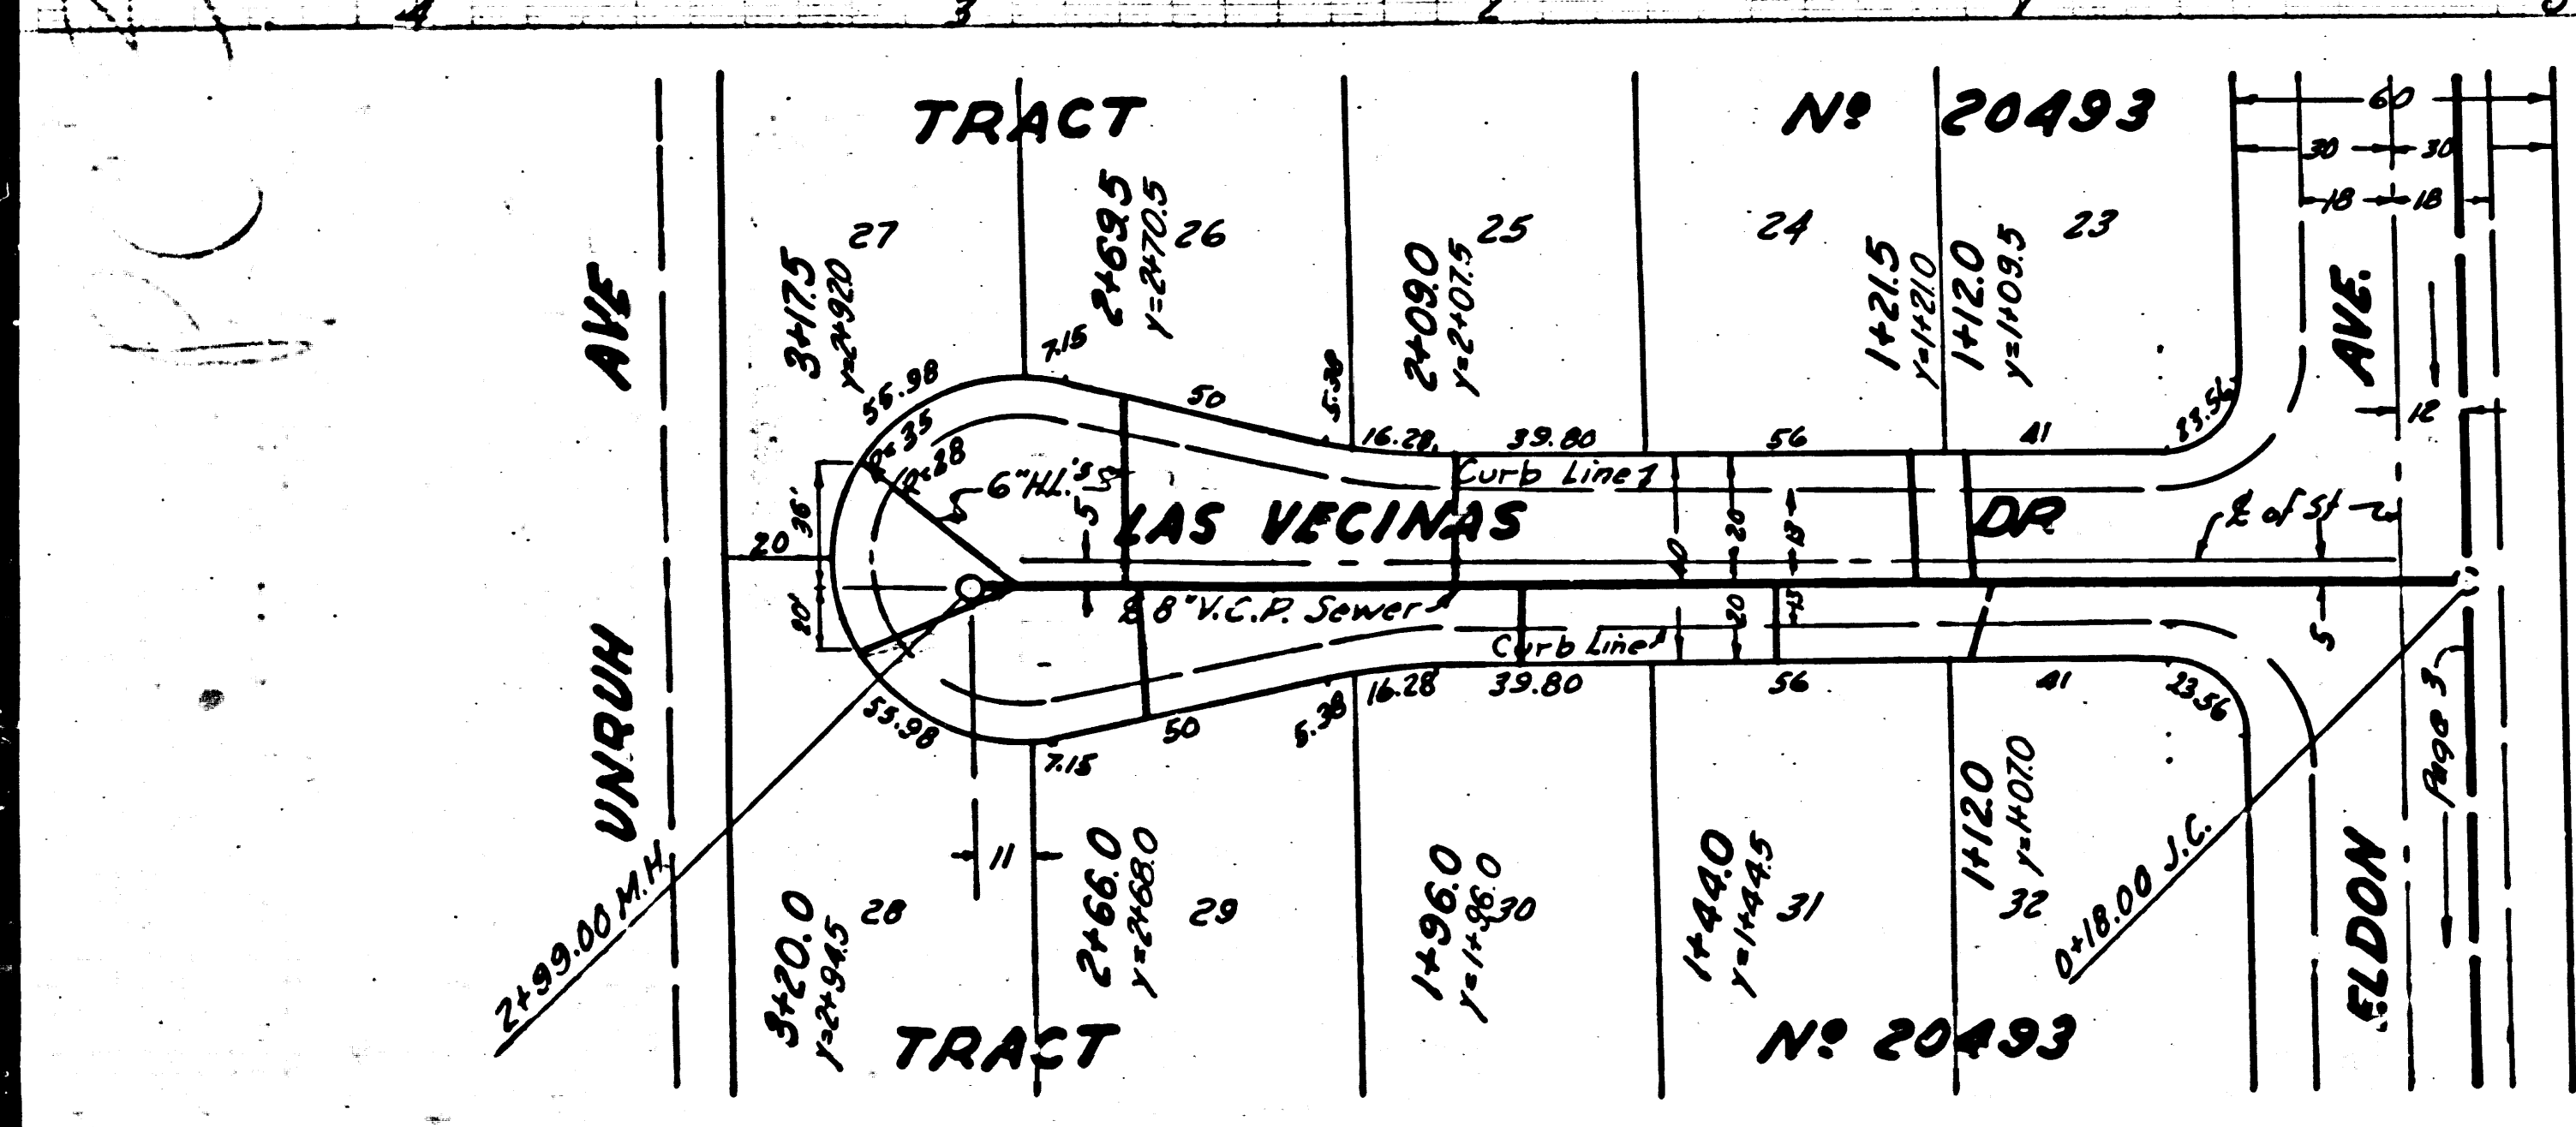 4 3 2 1 0
TRACT Nº 20493
60
30 30
18 18
27 26 25 24 23
3+17.5
y=2+92.0
2+69.5
y=2+70.5
2+09.0
y=2+07.5
1+21.5
y=1+21.0
1+12.0
y=1+09.5
AVE
AVE.
12
55.98
7.15
50
5.38
16.28
39.80
56
41
23.56
R=35
R=28
6"H.L.'s
5
Curb Line
LAS VECINAS DR
℄ of St
20
36'
20'
40
20
13
20
15
8"V.C.P. Sewer
Curb Line
5
55.98
7.15
50
5.38
16.28
39.80
56
41
23.56
UNRUH
ELDON
Page 3
11
2+99.00 M.H.
0+18.00 J.C.
28 29 30 31 32
3+20.0
y=2+94.5
2+66.0
y=2+68.0
1+96.0
y=1+96.0
1+44.0
y=1+44.5
1+12.0
y=1+07.0
TRACT Nº 20493